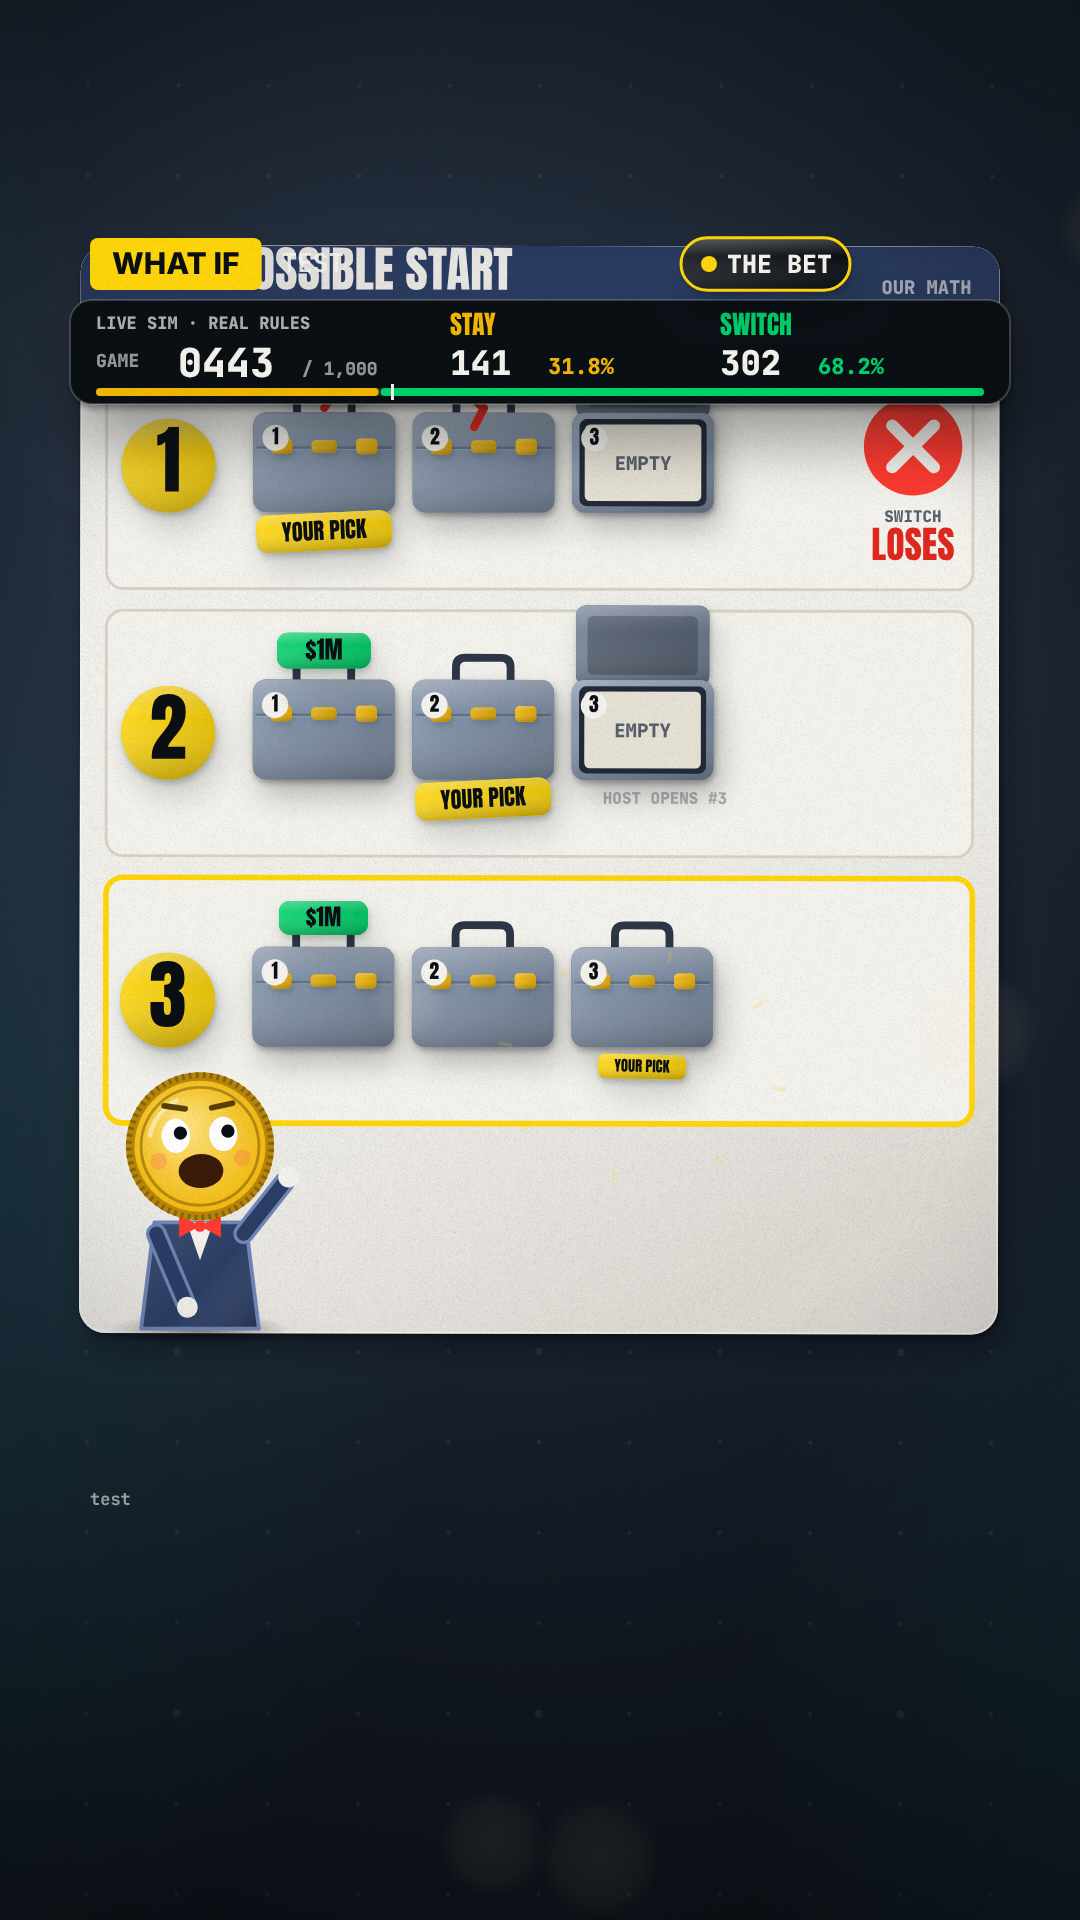 WHAT IF
OSSIBLE START
THE BET
OUR MATH
LIVE SIM · REAL RULES
STAY
SWITCH
GAME 0443 / 1,000
141 31.8%
302 68.2%
1
1
2
3
EMPTY
YOUR PICK
SWITCH
LOSES
2
$1M
1
2
3
EMPTY
YOUR PICK
HOST OPENS #3
3
$1M
1
2
3
YOUR PICK
test